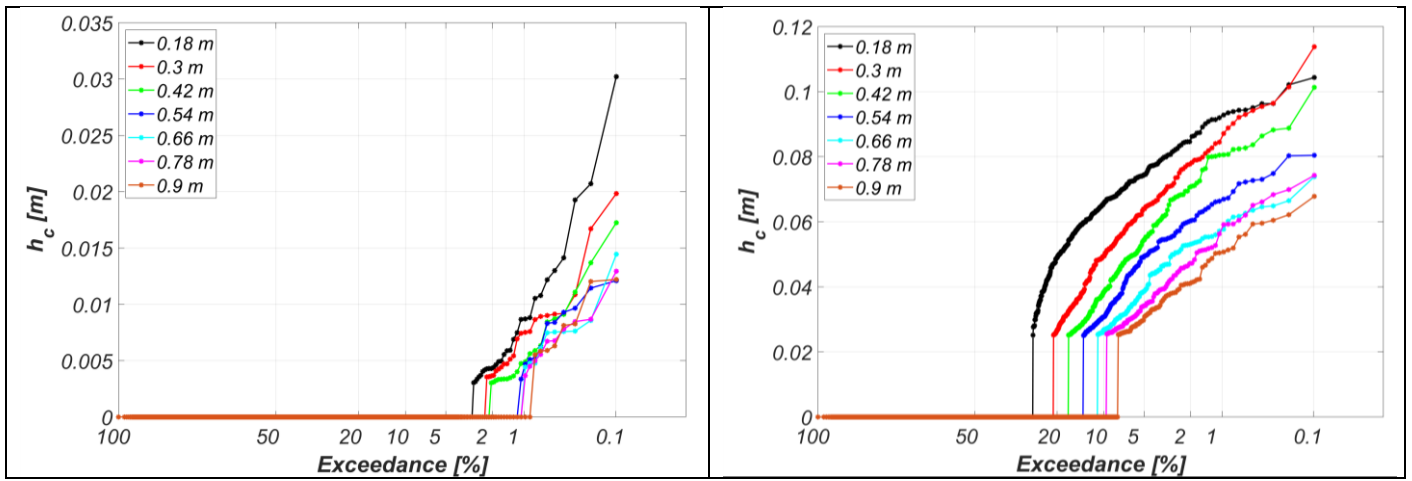 0.035
0.03
0.025
0.02
0.015
0.01
0.005
0
h_c [m]
0.18 m
0.3 m
0.42 m
0.54 m
0.66 m
0.78 m
0.9 m
100 50 20 10 5 2 1 0.1
Exceedance [%]
0.12
0.1
0.08
0.06
0.04
0.02
0
h_c [m]
0.18 m
0.3 m
0.42 m
0.54 m
0.66 m
0.78 m
0.9 m
100 50 20 10 5 2 1 0.1
Exceedance [%]